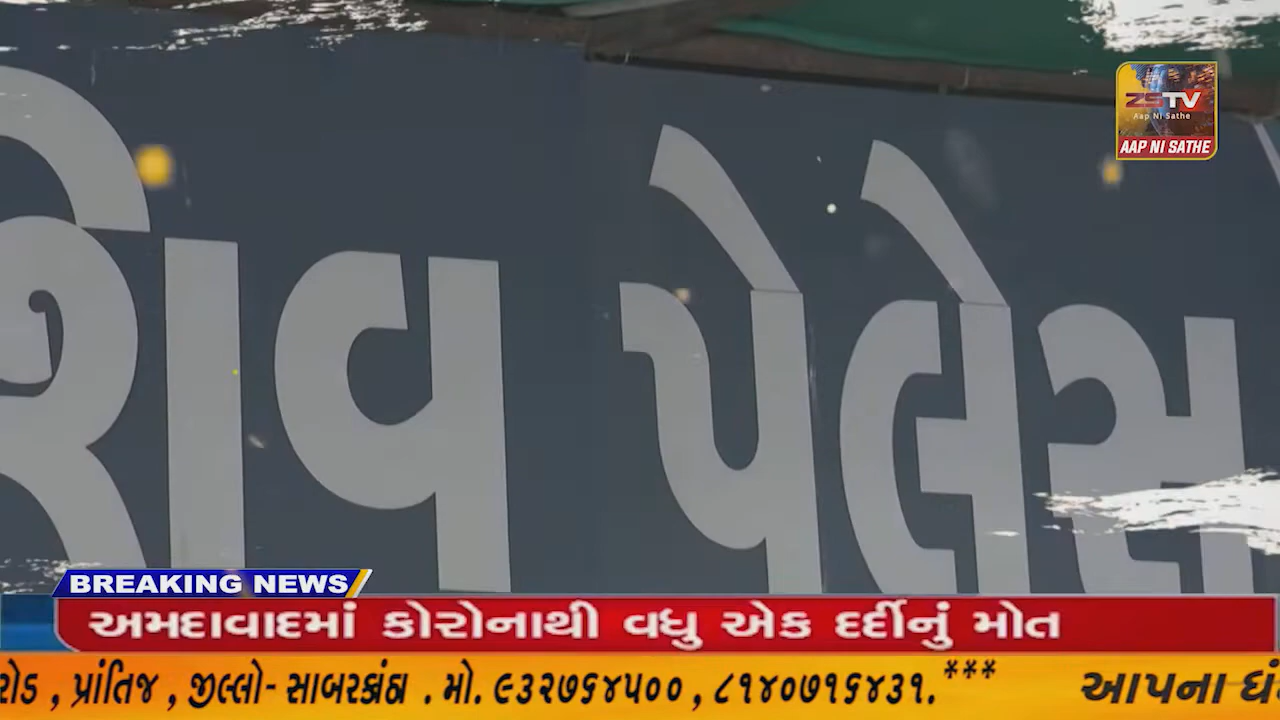 ZSTV
Aap Ni Sathe
AAP NI SATHE
શિવ પેલેસ
BREAKING NEWS
અમદાવાદમાં કોરોનાથી વધુ એક દર્દીનું મોત
રોડ , પ્રાંતિજ , જીલ્લો- સાબરકાંઠા . મો. ૯૩૨૭૬૪૫૦૦ , ૮૧૪૦૭૧૬૪૩૧.*** આપના